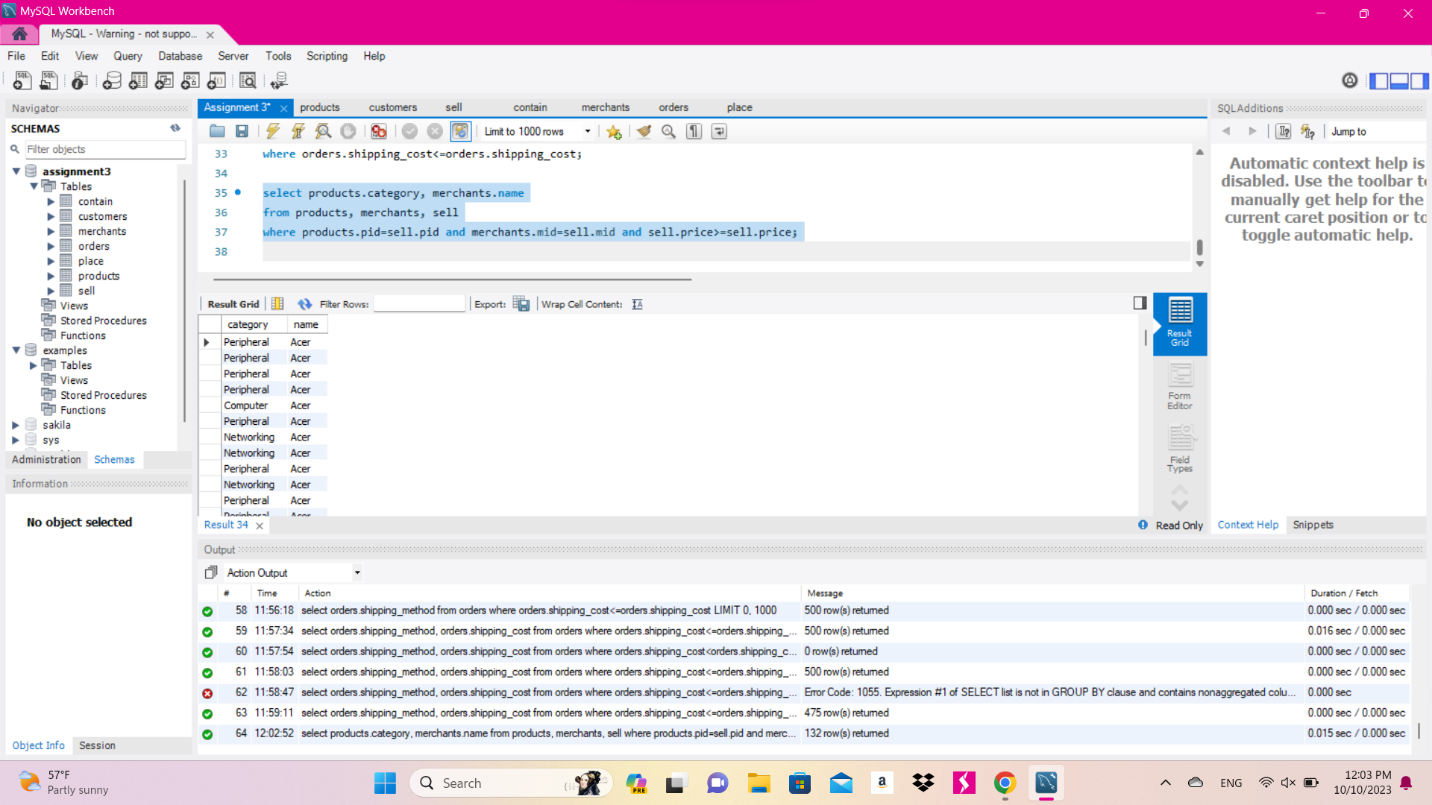 MySQL Workbench
MySQL - Warning - not suppo...
File Edit View Query Database Server Tools Scripting Help
Navigator
SCHEMAS
Filter objects
assignment3
Tables
contain
customers
merchants
orders
place
products
sell
Views
Stored Procedures
Functions
examples
Tables
Views
Stored Procedures
Functions
sakila
sys
Administration Schemas
Information
No object selected
Object Info Session
Assignment 3* products customers sell contain merchants orders place
Limit to 1000 rows
33 where orders.shipping_cost<=orders.shipping_cost;
34
35 select products.category, merchants.name
36 from products, merchants, sell
37 where products.pid=sell.pid and merchants.mid=sell.mid and sell.price>=sell.price;
38
Result Grid Filter Rows: Export: Wrap Cell Content:
category name
Peripheral Acer
Peripheral Acer
Peripheral Acer
Peripheral Acer
Computer Acer
Peripheral Acer
Networking Acer
Networking Acer
Peripheral Acer
Networking Acer
Peripheral Acer
Peripheral Acer
Result Grid
Form Editor
Field Types
Result 34
Read Only
SQLAdditions
Jump to
Automatic context help is
disabled. Use the toolbar to
manually get help for the
current caret position or to
toggle automatic help.
Context Help Snippets
Output
Action Output
# Time Action Message Duration / Fetch
58 11:56:18 select orders.shipping_method from orders where orders.shipping_cost<=orders.shipping_cost LIMIT 0, 1000 500 row(s) returned 0.000 sec / 0.000 sec
59 11:57:34 select orders.shipping_method, orders.shipping_cost from orders where orders.shipping_cost<=orders.shipping_... 500 row(s) returned 0.016 sec / 0.000 sec
60 11:57:54 select orders.shipping_method, orders.shipping_cost from orders where orders.shipping_cost<orders.shipping_c... 0 row(s) returned 0.000 sec / 0.000 sec
61 11:58:03 select orders.shipping_method, orders.shipping_cost from orders where orders.shipping_cost<=orders.shipping_... 500 row(s) returned 0.000 sec / 0.000 sec
62 11:58:47 select orders.shipping_method, orders.shipping_cost from orders where orders.shipping_cost<=orders.shipping_... Error Code: 1055. Expression #1 of SELECT list is not in GROUP BY clause and contains nonaggregated colu... 0.000 sec
63 11:59:11 select orders.shipping_method, orders.shipping_cost from orders where orders.shipping_cost<=orders.shipping_... 475 row(s) returned 0.000 sec / 0.000 sec
64 12:02:52 select products.category, merchants.name from products, merchants, sell where products.pid=sell.pid and merc... 132 row(s) returned 0.015 sec / 0.000 sec
57°F
Partly sunny
Search
PRE
a
ENG
12:03 PM
10/10/2023